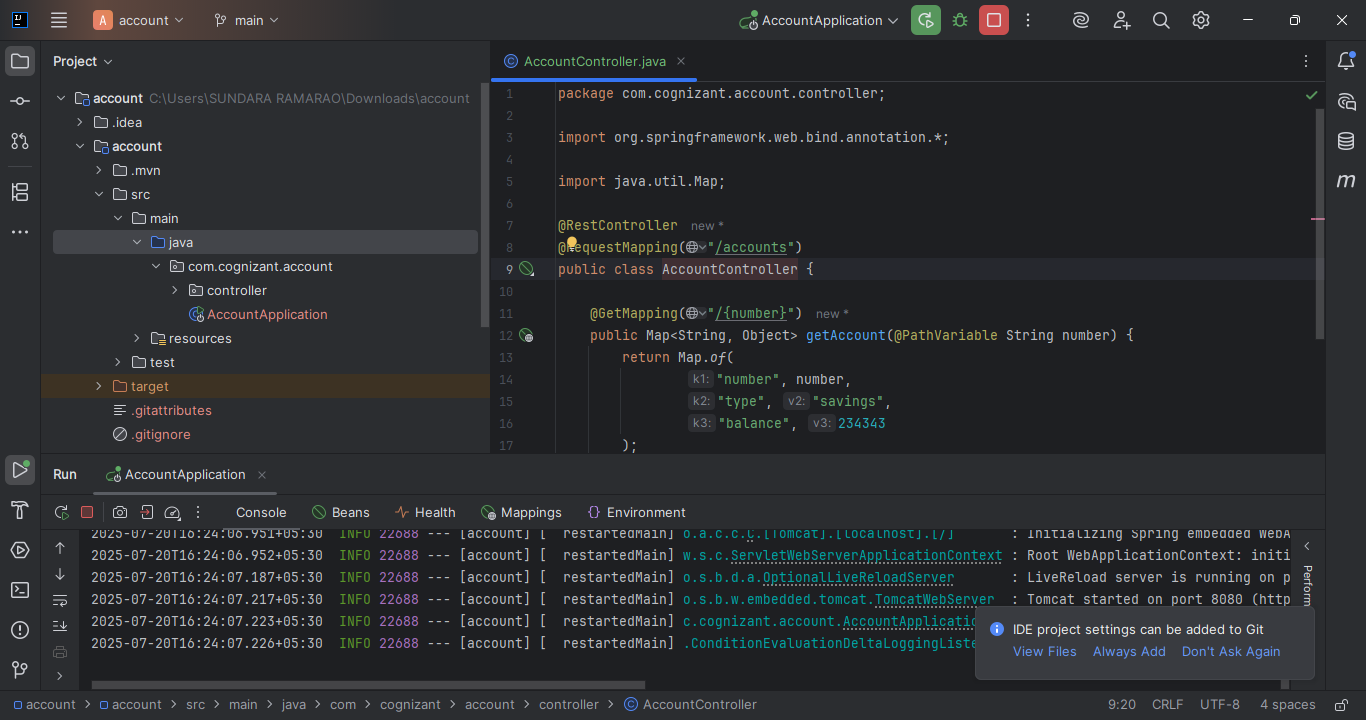 A account main AccountApplication
Project
account C:\Users\SUNDARA RAMARAO\Downloads\account
.idea
account
.mvn
src
main
java
com.cognizant.account
controller
AccountApplication
resources
test
target
.gitattributes
.gitignore
AccountController.java
1 package com.cognizant.account.controller;
2
3 import org.springframework.web.bind.annotation.*;
4
5 import java.util.Map;
6
7 @RestController new *
8 @RequestMapping("/accounts")
9 public class AccountController {
10
11 @GetMapping("/{number}") new *
12 public Map<String, Object> getAccount(@PathVariable String number) {
13 return Map.of(
14 k1: "number", number,
15 k2: "type", v2: "savings",
16 k3: "balance", v3: 234343
17 );
m
Run AccountApplication
Console Beans Health Mappings Environment
2025-07-20T16:24:06.951+05:30 INFO 22688 --- [account] [ restartedMain] o.a.c.c.C.[Tomcat].[localhost].[/] : Initializing Spring embedded WebA
2025-07-20T16:24:06.952+05:30 INFO 22688 --- [account] [ restartedMain] w.s.c.ServletWebServerApplicationContext : Root WebApplicationContext: initi
2025-07-20T16:24:07.187+05:30 INFO 22688 --- [account] [ restartedMain] o.s.b.d.a.OptionalLiveReloadServer : LiveReload server is running on p
2025-07-20T16:24:07.217+05:30 INFO 22688 --- [account] [ restartedMain] o.s.b.w.embedded.tomcat.TomcatWebServer : Tomcat started on port 8080 (http
2025-07-20T16:24:07.223+05:30 INFO 22688 --- [account] [ restartedMain] c.cognizant.account.AccountApplicatio
2025-07-20T16:24:07.226+05:30 INFO 22688 --- [account] [ restartedMain] .ConditionEvaluationDeltaLoggingListe
Perform
IDE project settings can be added to Git
View Files Always Add Don't Ask Again
account > account > src > main > java > com > cognizant > account > controller > AccountController 9:20 CRLF UTF-8 4 spaces